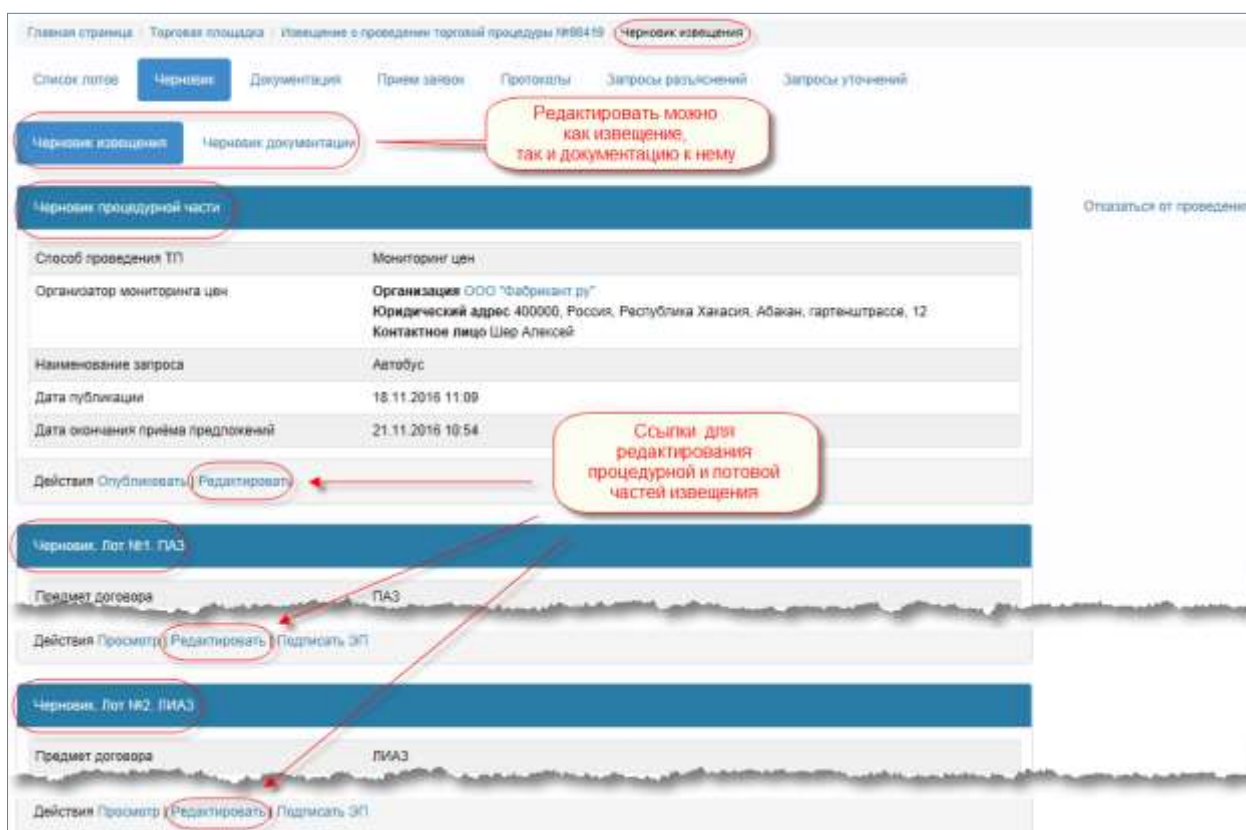 Главная страница / Торговая площадка / Извещение о проведении торговой процедуры №98419 / Черновик извещения
Список лотов Черновик Документация Прием заявок Протоколы Запросы разъяснений Запросы уточнений
Редактировать можно
как извещение,
так и документацию к нему
Черновик извещения Черновик документации
Черновик процедурной части
Отказаться от проведени
Способ проведения ТП Мониторинг цен
Организатор мониторинга цен Организация ООО "Фабрикант.ру"
Юридический адрес 400000, Россия, Республика Хакасия, Абакан, гартенштрассе, 12
Контактное лицо Шер Алексей
Наименование запроса Автобус
Дата публикации 18.11.2016 11:09
Дата окончания приёма предложений 21.11.2016 10:54
Ссылки для
редактирования
процедурной и лотовой
частей извещения
Действия Опубликовать | Редактировать
Черновик. Лот №1. ПАЗ
Предмет договора ПАЗ
Действия Просмотр | Редактировать | Подписать ЭП
Черновик. Лот №2. ЛИАЗ
Предмет договора ЛИАЗ
Действия Просмотр | Редактировать | Подписать ЭП